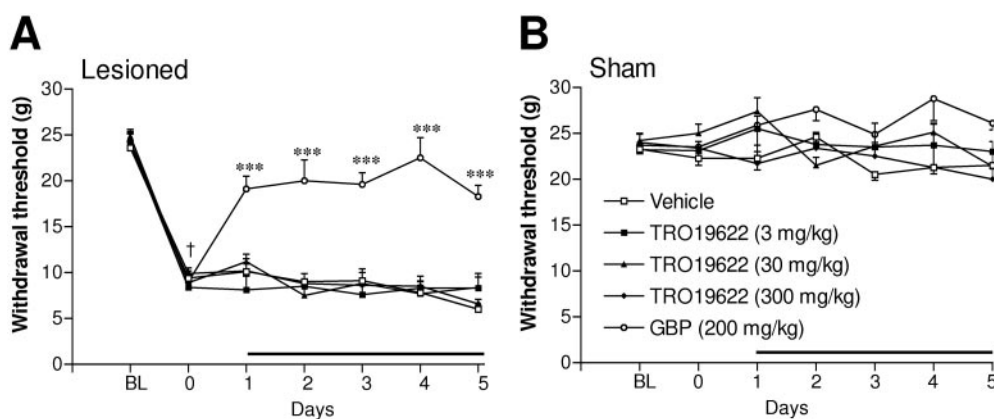 A
Lesioned
Withdrawal threshold (g)
30
25
20
15
10
5
0
†
***
***
***
***
***
BL
0
1
2
3
4
5
Days
B
Sham
Withdrawal threshold (g)
30
25
20
15
10
5
0
Vehicle
TRO19622 (3 mg/kg)
TRO19622 (30 mg/kg)
TRO19622 (300 mg/kg)
GBP (200 mg/kg)
BL
0
1
2
3
4
5
Days